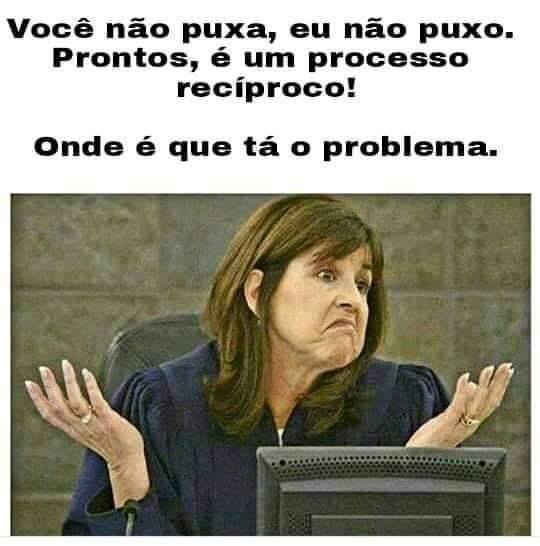 Você não puxa, eu não puxo.
Prontos, é um processo
recíproco!
Onde é que tá o problema.